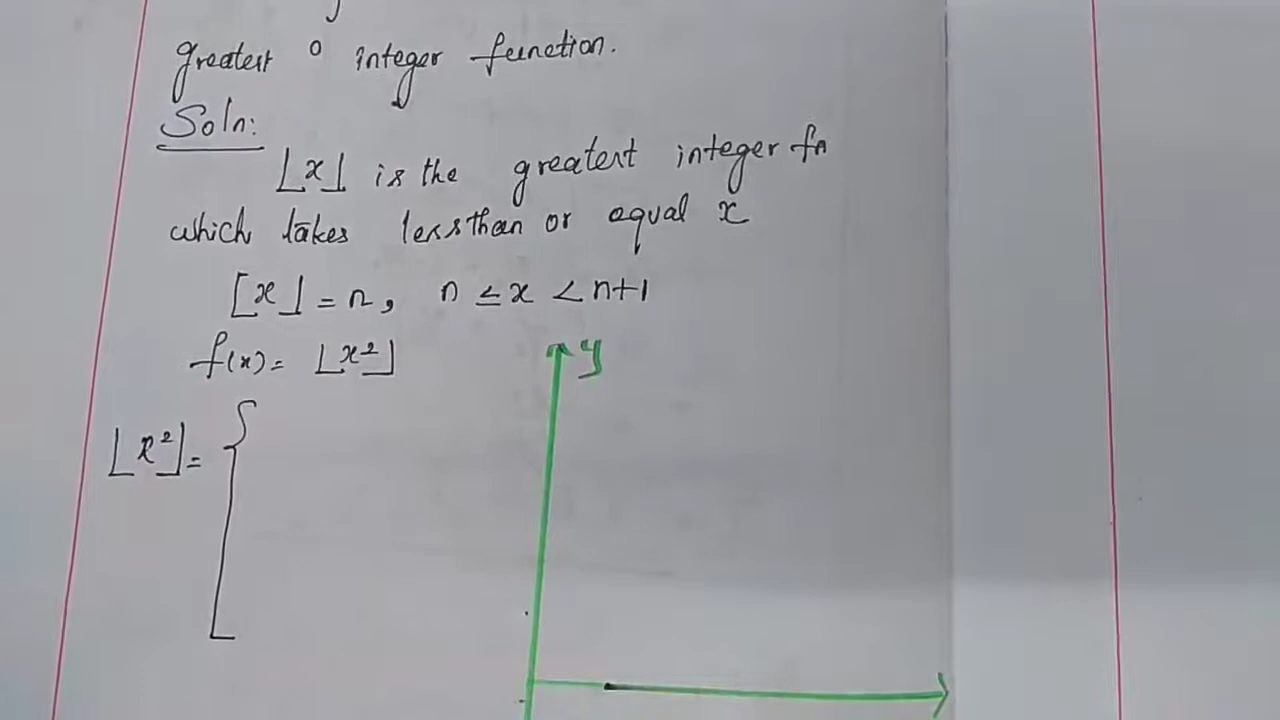 greatest integer function.
Soln:
⌊x⌋ is the greatest integer fn
which takes less than or equal x
⌈x⌋ = n, n ≤ x < n+1
f(x) = ⌊x²⌋
y
⌊x²⌋ = {